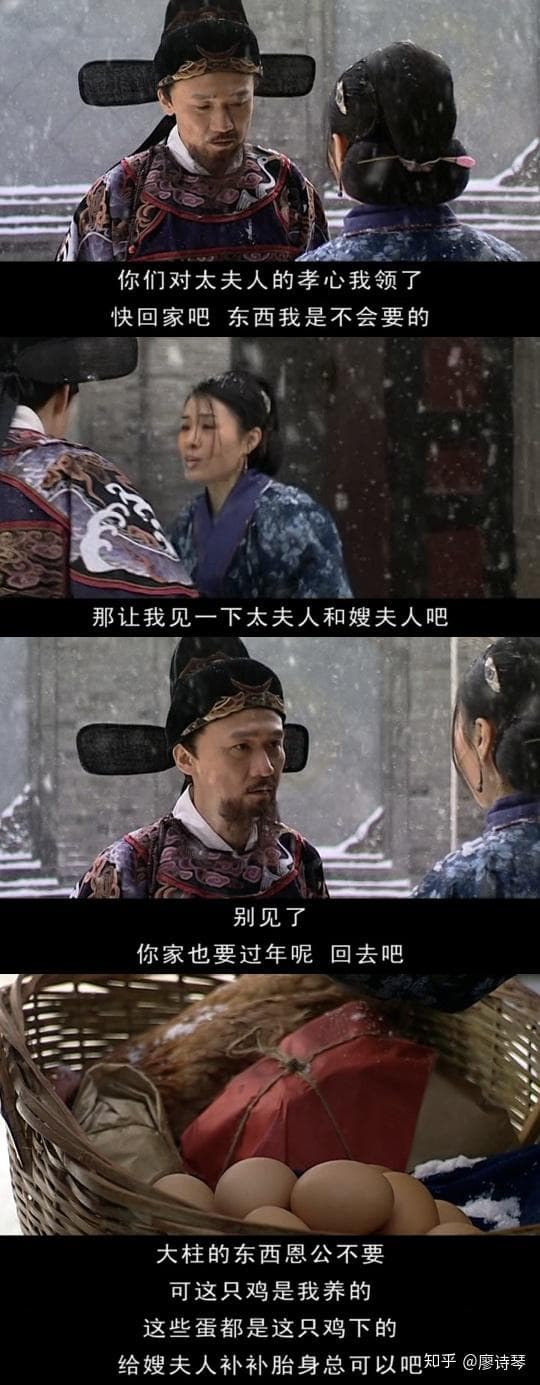 你们对太夫人的孝心我领了
快回家吧 东西我是不会要的
那让我见一下太夫人和嫂夫人吧
别见了
你家也要过年呢 回去吧
大柱的东西恩公不要
可这只鸡是我养的
这些蛋都是这只鸡下的
给嫂夫人补补胎身总可以吧
知乎 @廖诗琴